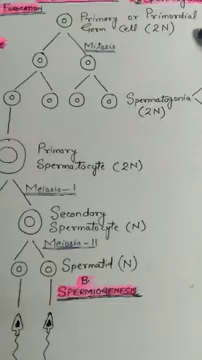 FORMATION
Primary or Primordial
Germ Cell (2N)
Mitosis
Spermatogonia
(2N)
Primary
Spermatocyte (2N)
Meiosis-I
Secondary
Spermatocyte (N)
Meiosis-II
Spermatid (N)
B.
SPERMIOGENESIS